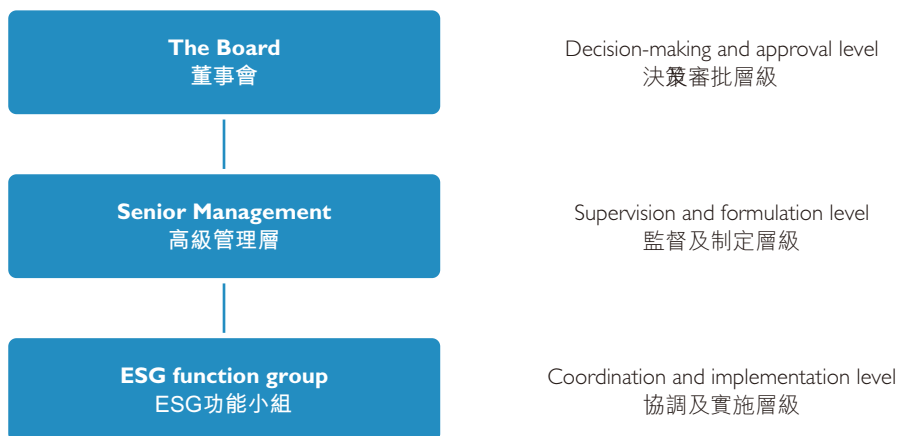 The Board
董事會
Decision-making and approval level
決策及審批層級
Senior Management
高級管理層
Supervision and formulation level
監督及制定層級
ESG function group
ESG功能小組
Coordination and implementation level
協調及實施層級